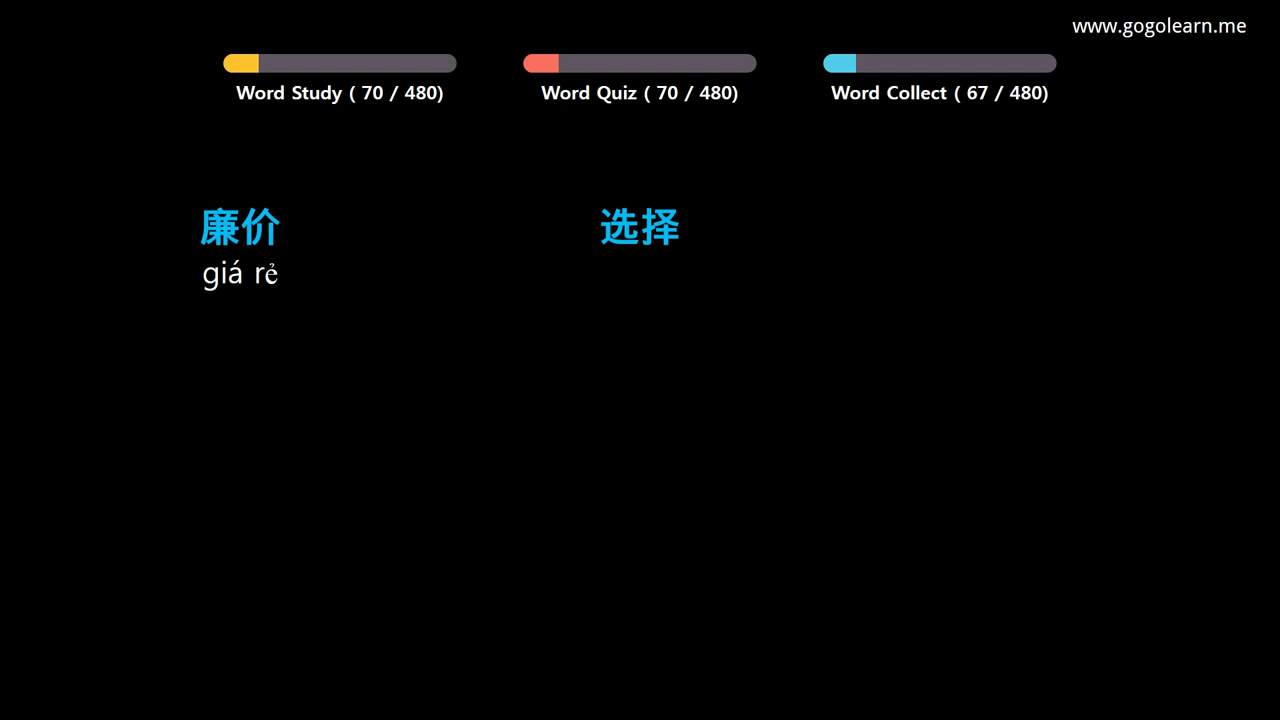 www.gogolearn.me
Word Study ( 70 / 480)
Word Quiz ( 70 / 480)
Word Collect ( 67 / 480)
廉价
giá rẻ
选择